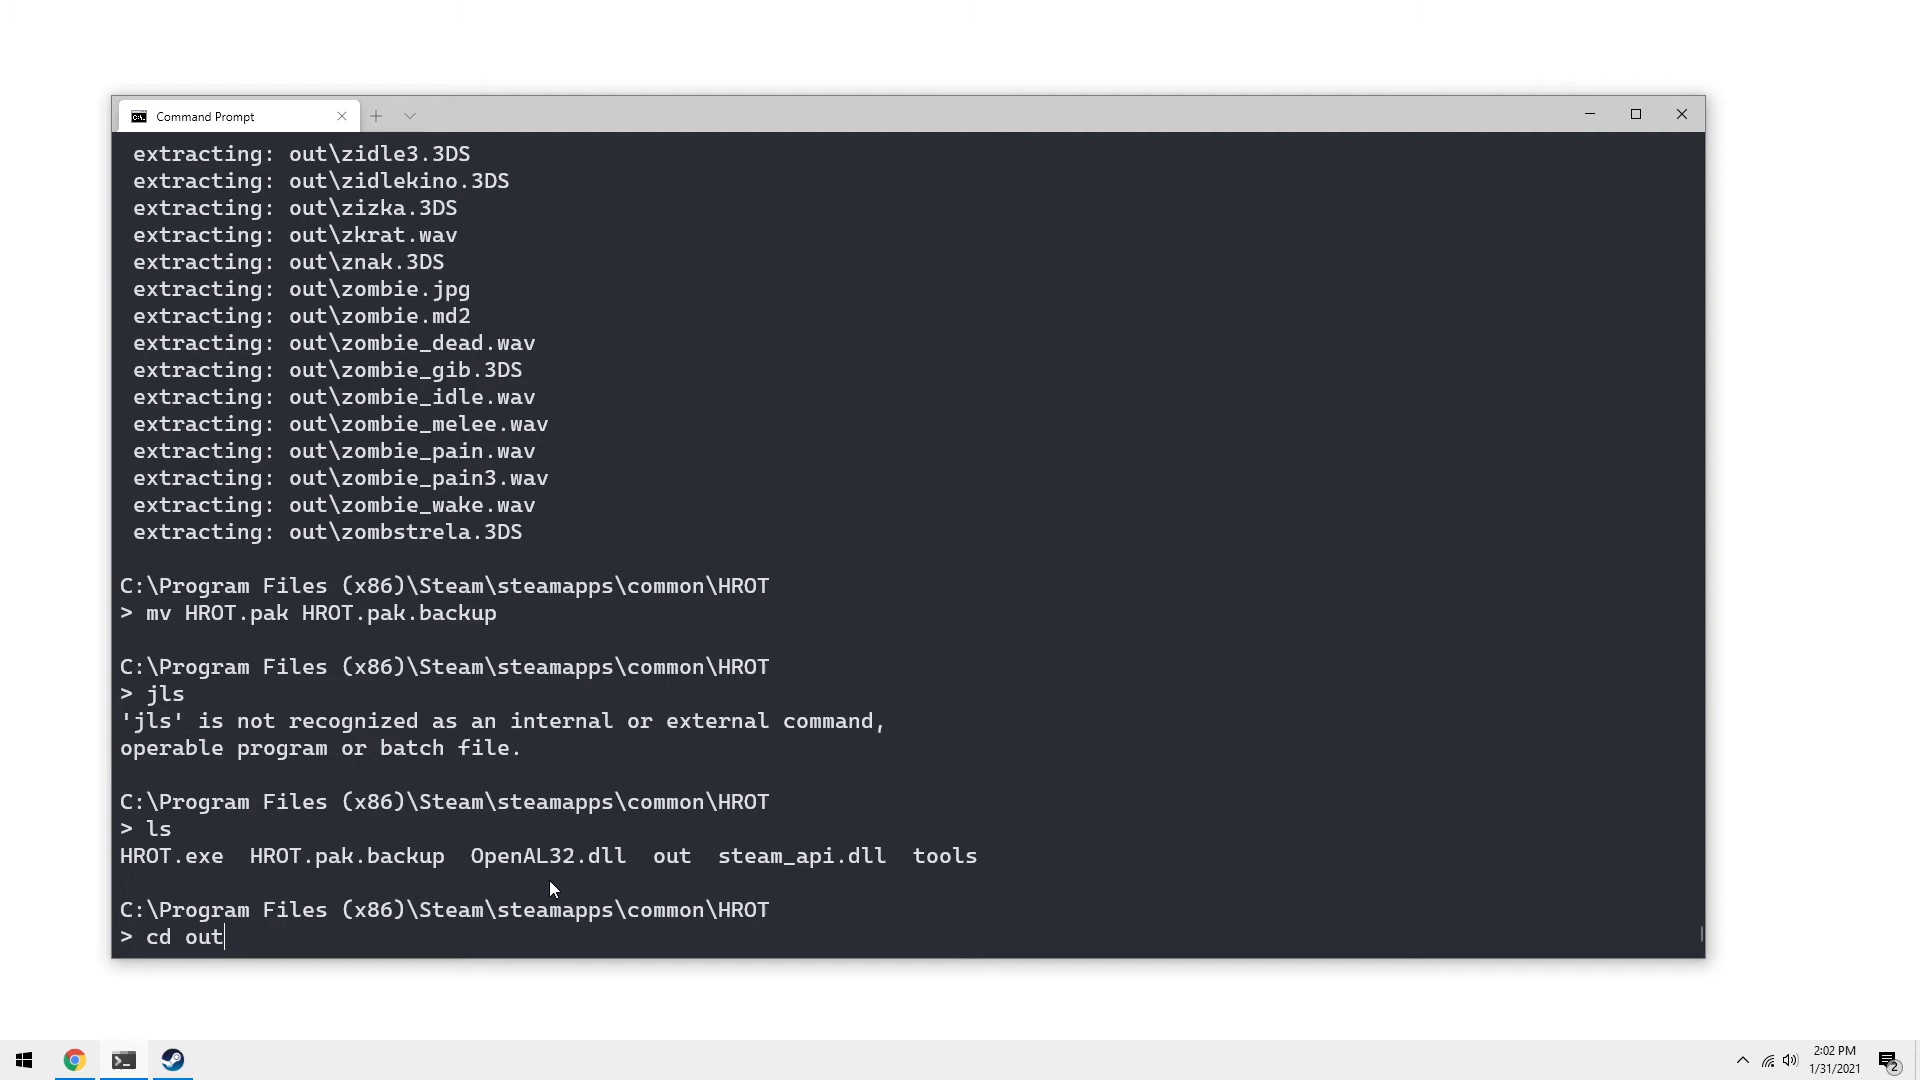 Command Prompt
extracting: out\zidle3.3DS
extracting: out\zidlekino.3DS
extracting: out\zizka.3DS
extracting: out\zkrat.wav
extracting: out\znak.3DS
extracting: out\zombie.jpg
extracting: out\zombie.md2
extracting: out\zombie_dead.wav
extracting: out\zombie_gib.3DS
extracting: out\zombie_idle.wav
extracting: out\zombie_melee.wav
extracting: out\zombie_pain.wav
extracting: out\zombie_pain3.wav
extracting: out\zombie_wake.wav
extracting: out\zombstrela.3DS
C:\Program Files (x86)\Steam\steamapps\common\HROT
> mv HROT.pak HROT.pak.backup
C:\Program Files (x86)\Steam\steamapps\common\HROT
> jls
'jls' is not recognized as an internal or external command,
operable program or batch file.
C:\Program Files (x86)\Steam\steamapps\common\HROT
> ls
HROT.exe  HROT.pak.backup  OpenAL32.dll  out  steam_api.dll  tools
C:\Program Files (x86)\Steam\steamapps\common\HROT
> cd out
2:02 PM
1/31/2021
2